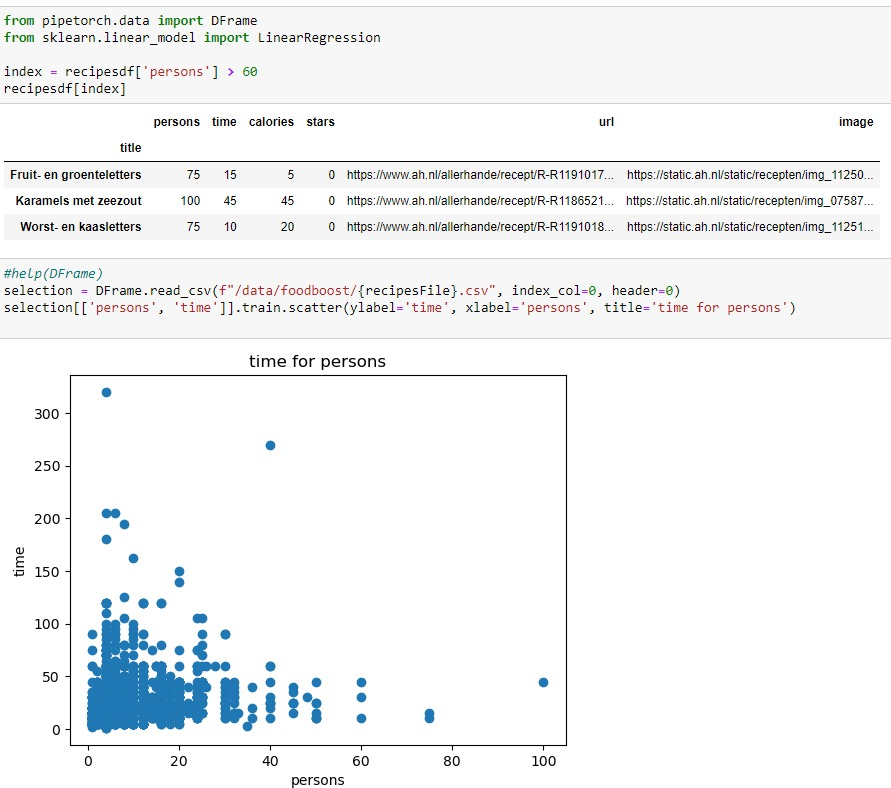 from pipetorch.data import DFrame
from sklearn.linear_model import LinearRegression
index = recipesdf['persons'] > 60
recipesdf[index]
persons time calories stars url image
title
Fruit- en groenteletters 75 15 5 0 https://www.ah.nl/allerhande/recept/R-R1191017... https://static.ah.nl/static/recepten/img_11250...
Karamels met zeezout 100 45 45 0 https://www.ah.nl/allerhande/recept/R-R1186521... https://static.ah.nl/static/recepten/img_07587...
Worst- en kaasletters 75 10 20 0 https://www.ah.nl/allerhande/recept/R-R1191018... https://static.ah.nl/static/recepten/img_11251...
#help(DFrame)
selection = DFrame.read_csv(f"/data/foodboost/{recipesFile}.csv", index_col=0, header=0)
selection[['persons', 'time']].train.scatter(ylabel='time', xlabel='persons', title='time for persons')
time for persons
300
250
200
150
100
50
0
time
0 20 40 60 80 100
persons